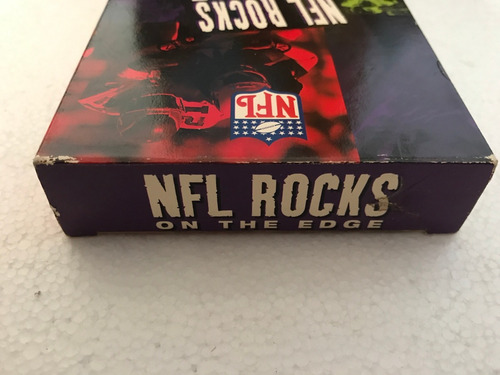 NFL ROCKS
NFL
NFL ROCKS
ON THE EDGE